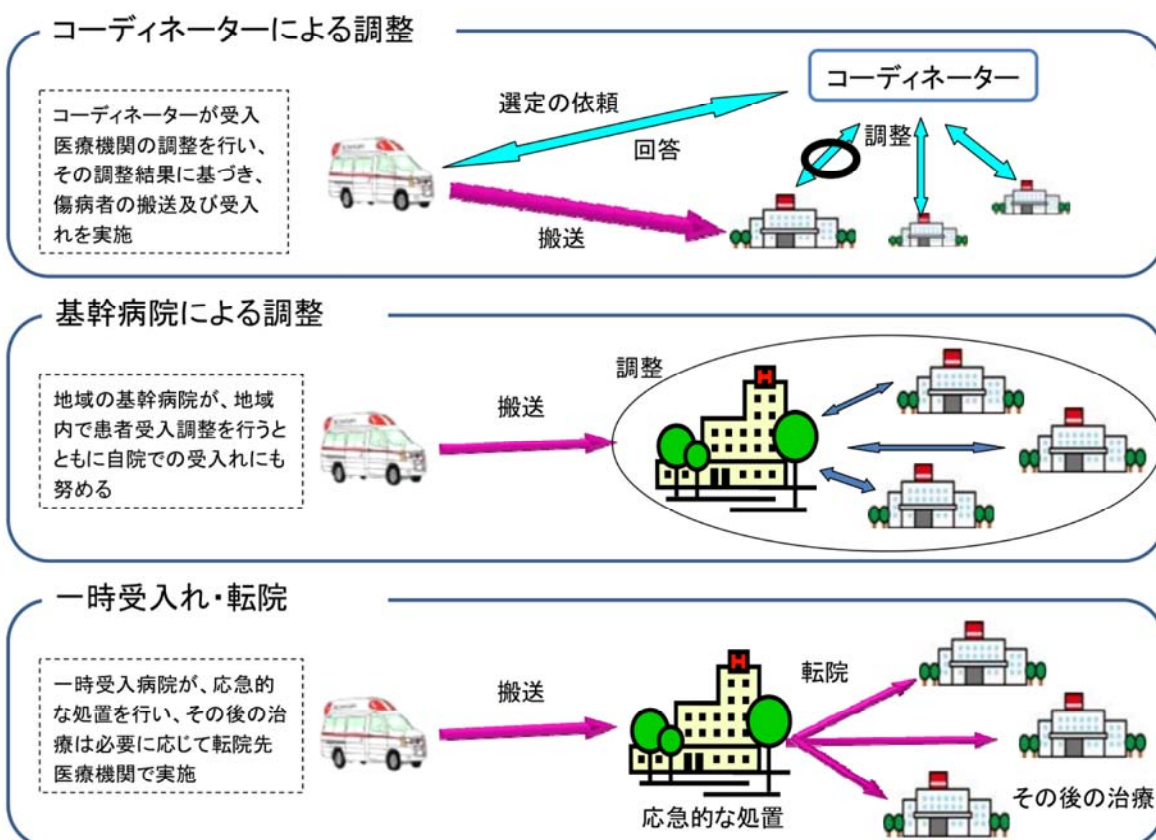 コーディネーターによる調整
コーディネーターが受入
医療機関の調整を行い、
その調整結果に基づき、
傷病者の搬送及び受入
れを実施
選定の依頼
回答
搬送
コーディネーター
調整
基幹病院による調整
地域の基幹病院が、地域
内で患者受入調整を行うと
ともに自院での受入れにも
努める
搬送
調整
H
一時受入れ・転院
一時受入病院が、応急的
な処置を行い、その後の治
療は必要に応じて転院先
医療機関で実施
搬送
H
応急的な処置
転院
その後の治療